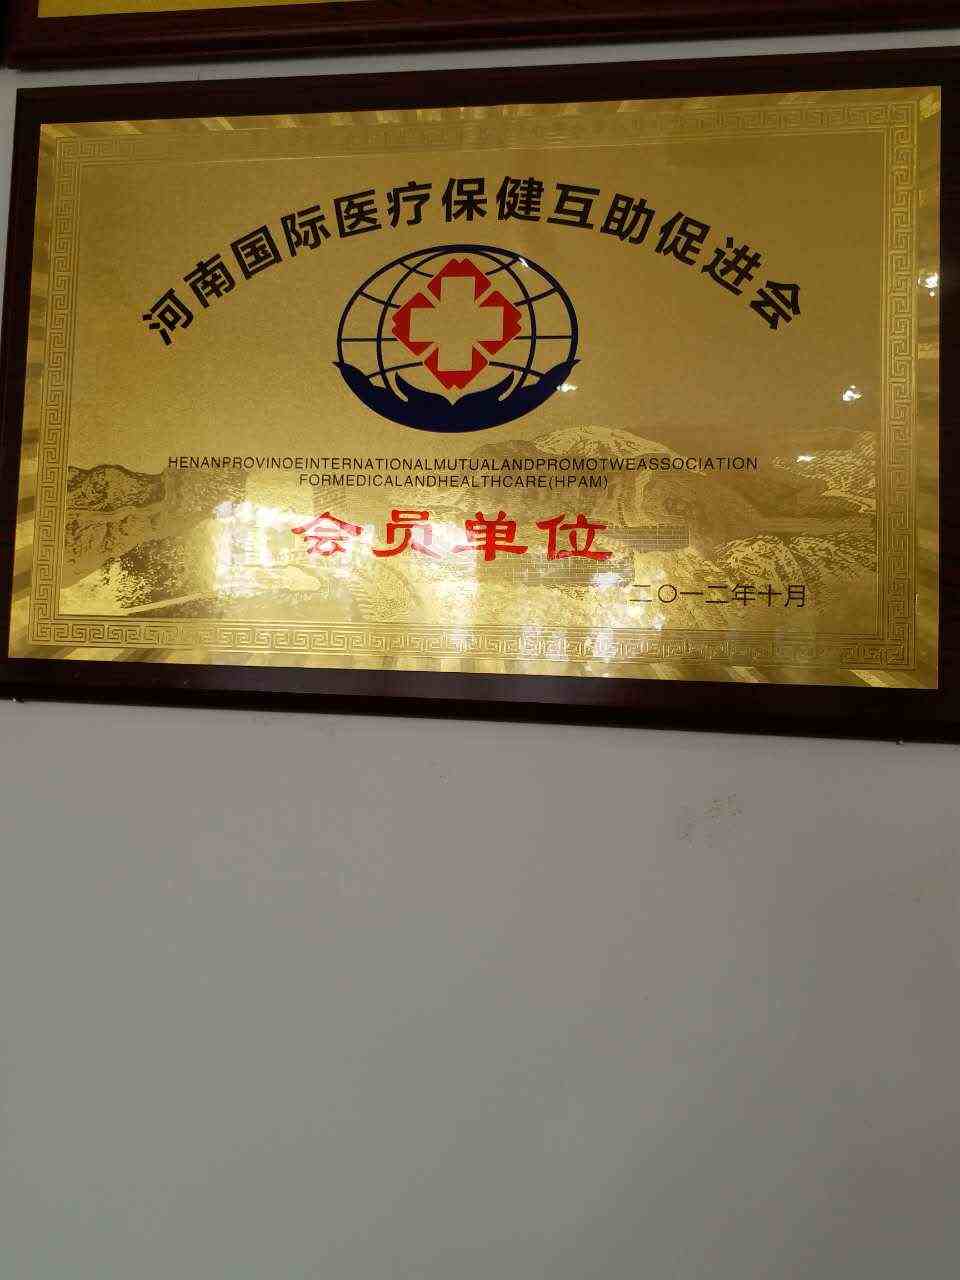 河南国际医疗保健互助促进会
HENANPROVINOEINTERNATIONALMUTUALANDPROMOTWEASSOCIATION
FORMEDICALANDHEALTHCARE(HPAM)
会员单位
二〇一二年十月